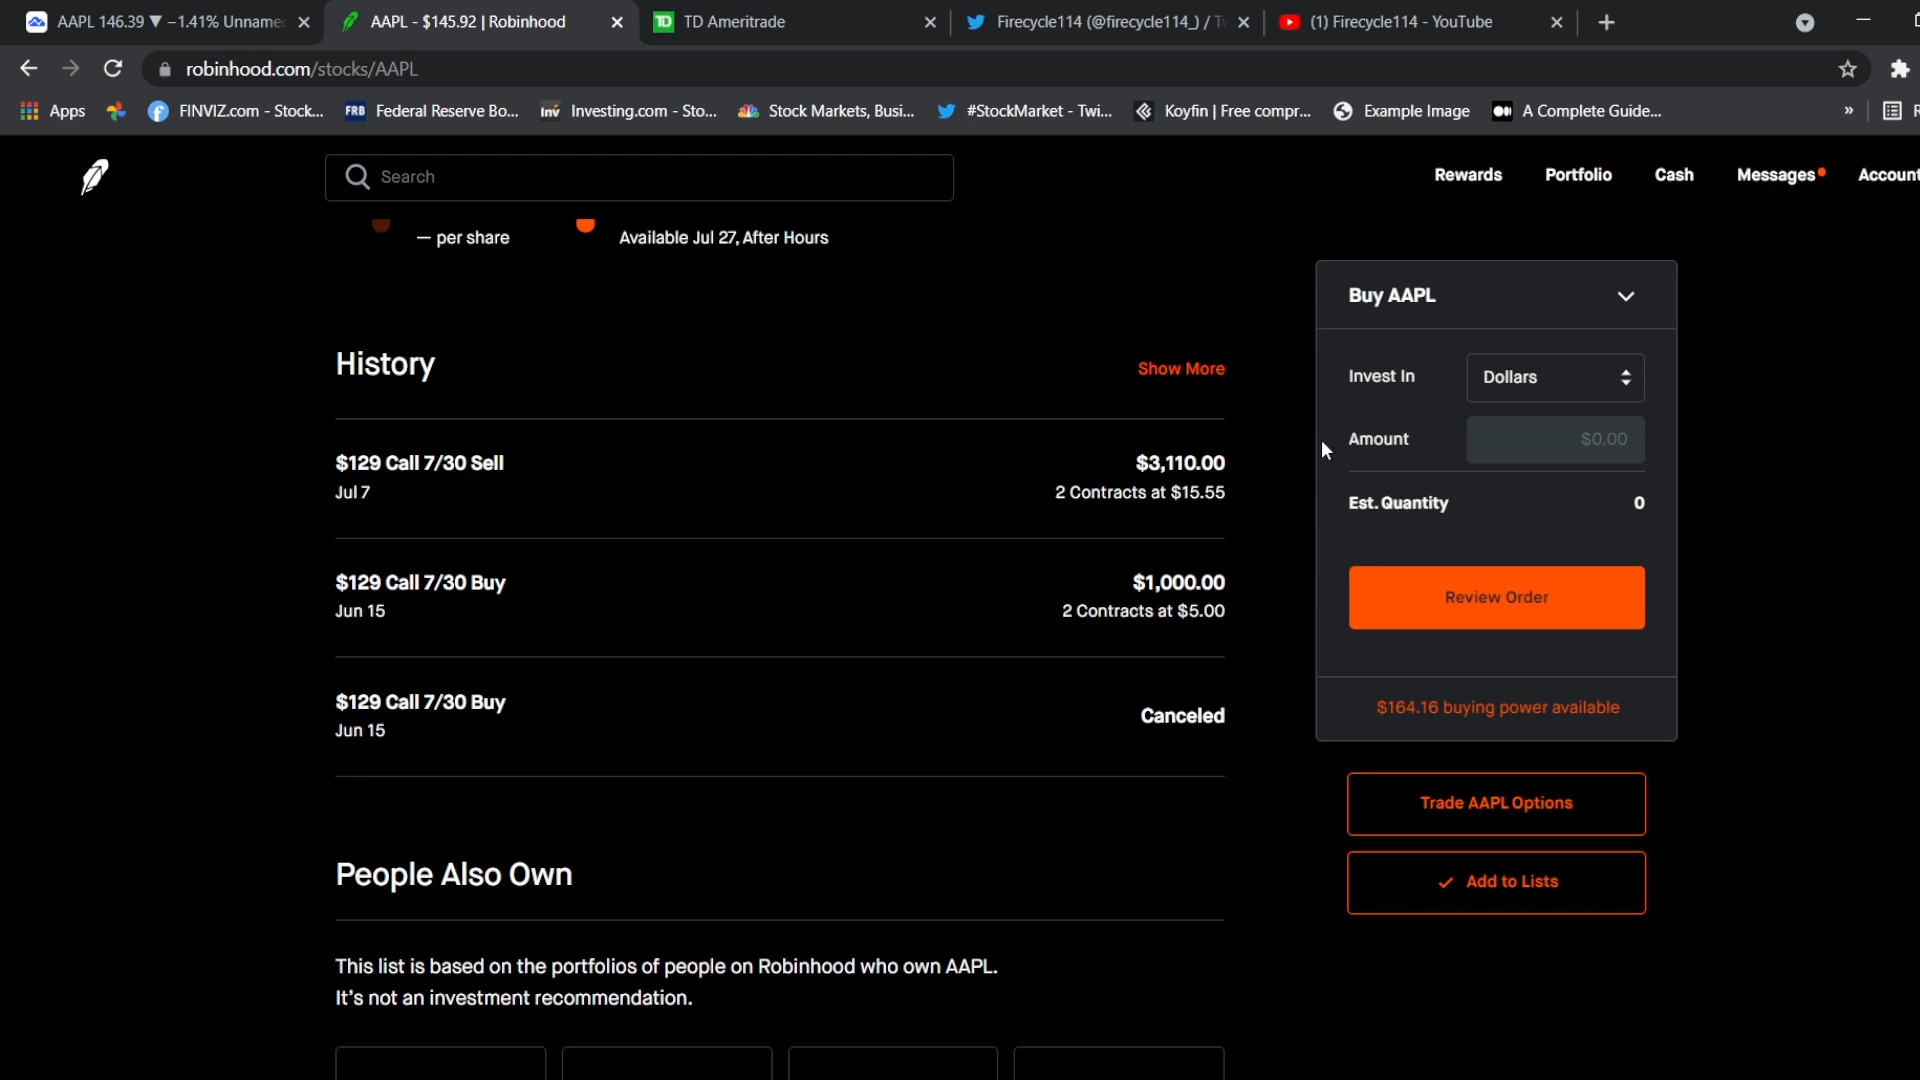 AAPL 146.39 ▼ −1.41% Unname
AAPL - $145.92 | Robinhood
TD Ameritrade
Firecycle114 (@firecycle114_) / Tw
(1) Firecycle114 - YouTube
robinhood.com/stocks/AAPL
Apps
FINVIZ.com - Stock...
FRB Federal Reserve Bo...
Inv Investing.com - Sto...
Stock Markets, Busi...
#StockMarket - Twi...
Koyfin | Free compr...
Example Image
A Complete Guide...
»
Search
Rewards
Portfolio
Cash
Messages
Account
— per share
Available Jul 27, After Hours
History
Show More
$129 Call 7/30 Sell
$3,110.00
Jul 7
2 Contracts at $15.55
$129 Call 7/30 Buy
$1,000.00
Jun 15
2 Contracts at $5.00
$129 Call 7/30 Buy
Canceled
Jun 15
People Also Own
This list is based on the portfolios of people on Robinhood who own AAPL.
It's not an investment recommendation.
Buy AAPL
Invest In
Dollars
Amount
$0.00
Est. Quantity
0
Review Order
$164.16 buying power available
Trade AAPL Options
Add to Lists